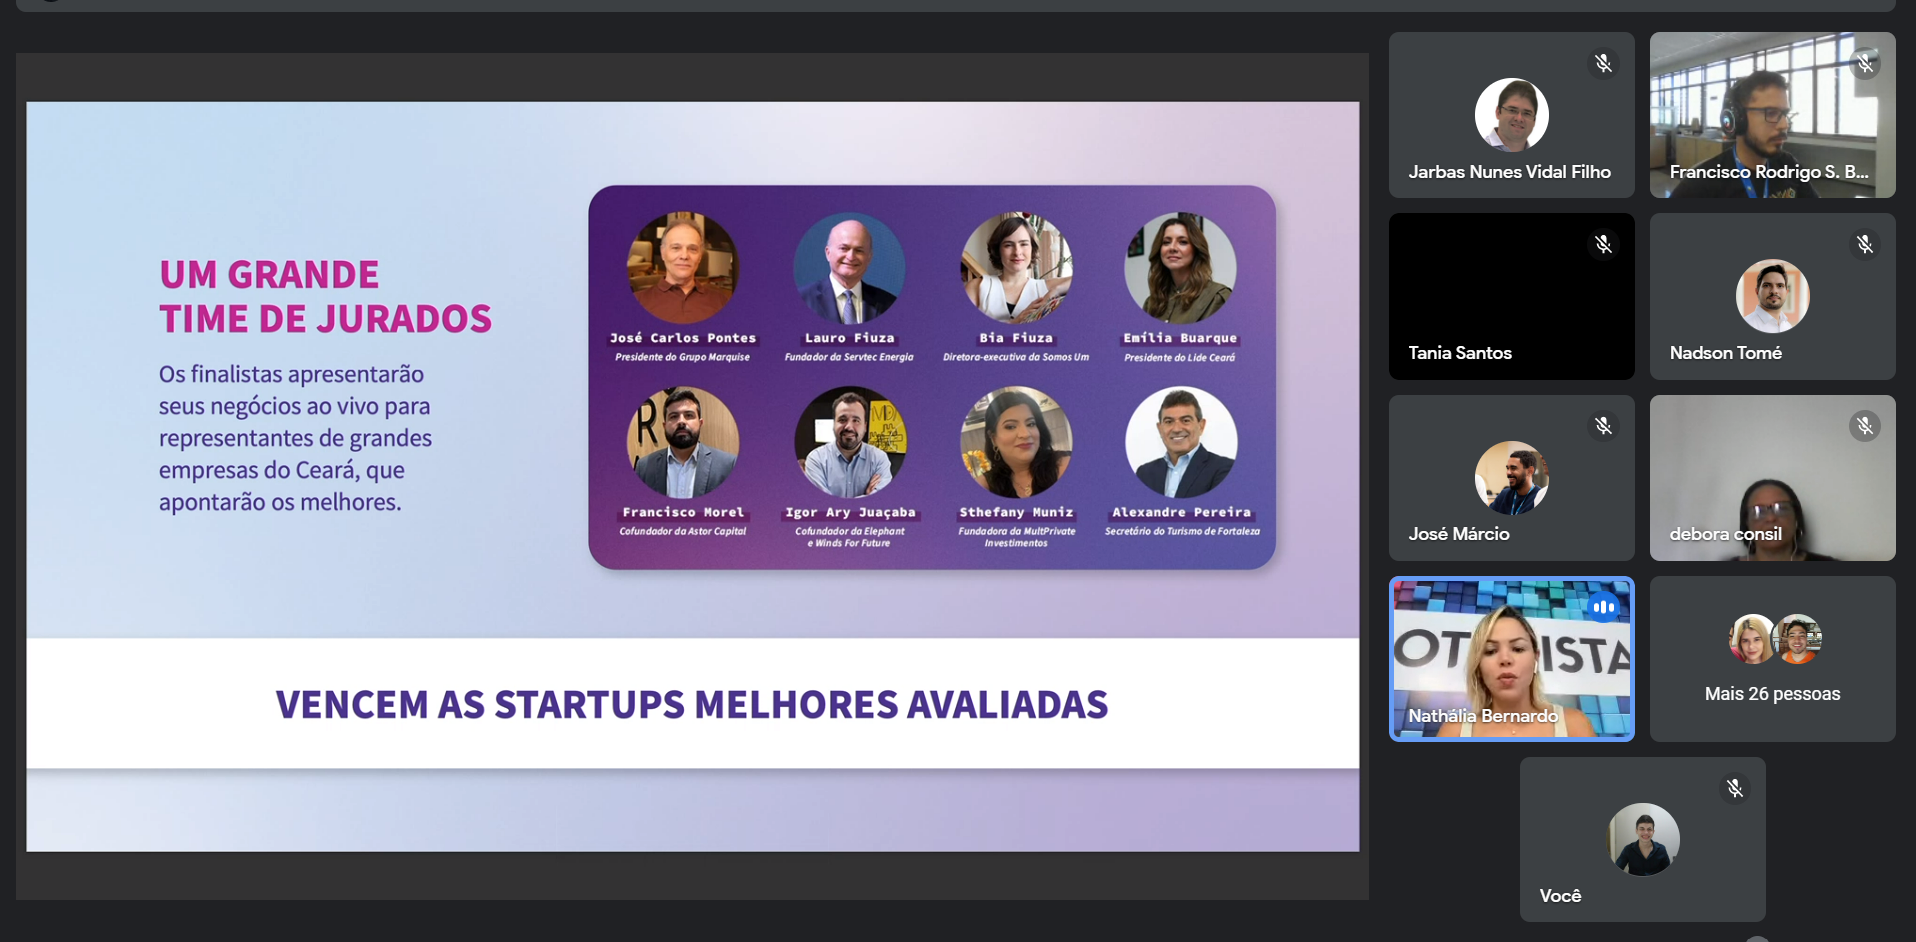 UM GRANDE
TIME DE JURADOS
Os finalistas apresentarão
seus negócios ao vivo para
representantes de grandes
empresas do Ceará, que
apontarão os melhores.
José Carlos Pontes
Presidente do Grupo Marquise
Lauro Fiuza
Fundador da Servtec Energia
Bia Fiuza
Diretora-executiva da Somos Um
Emília Buarque
Presidente do Lide Ceará
Francisco Morel
Cofundador da Astor Capital
Igor Ary Juaçaba
Cofundador da Elephant
e Winds For Future
Sthefany Muniz
Fundadora da MultPrivate
Investimentos
Alexandre Pereira
Secretário do Turismo de Fortaleza
VENCEM AS STARTUPS MELHORES AVALIADAS
Jarbas Nunes Vidal Filho
Francisco Rodrigo S. B...
Tania Santos
Nadson Tomé
José Márcio
debora consil
OT ISTA
Nathália Bernardo
Mais 26 pessoas
Você